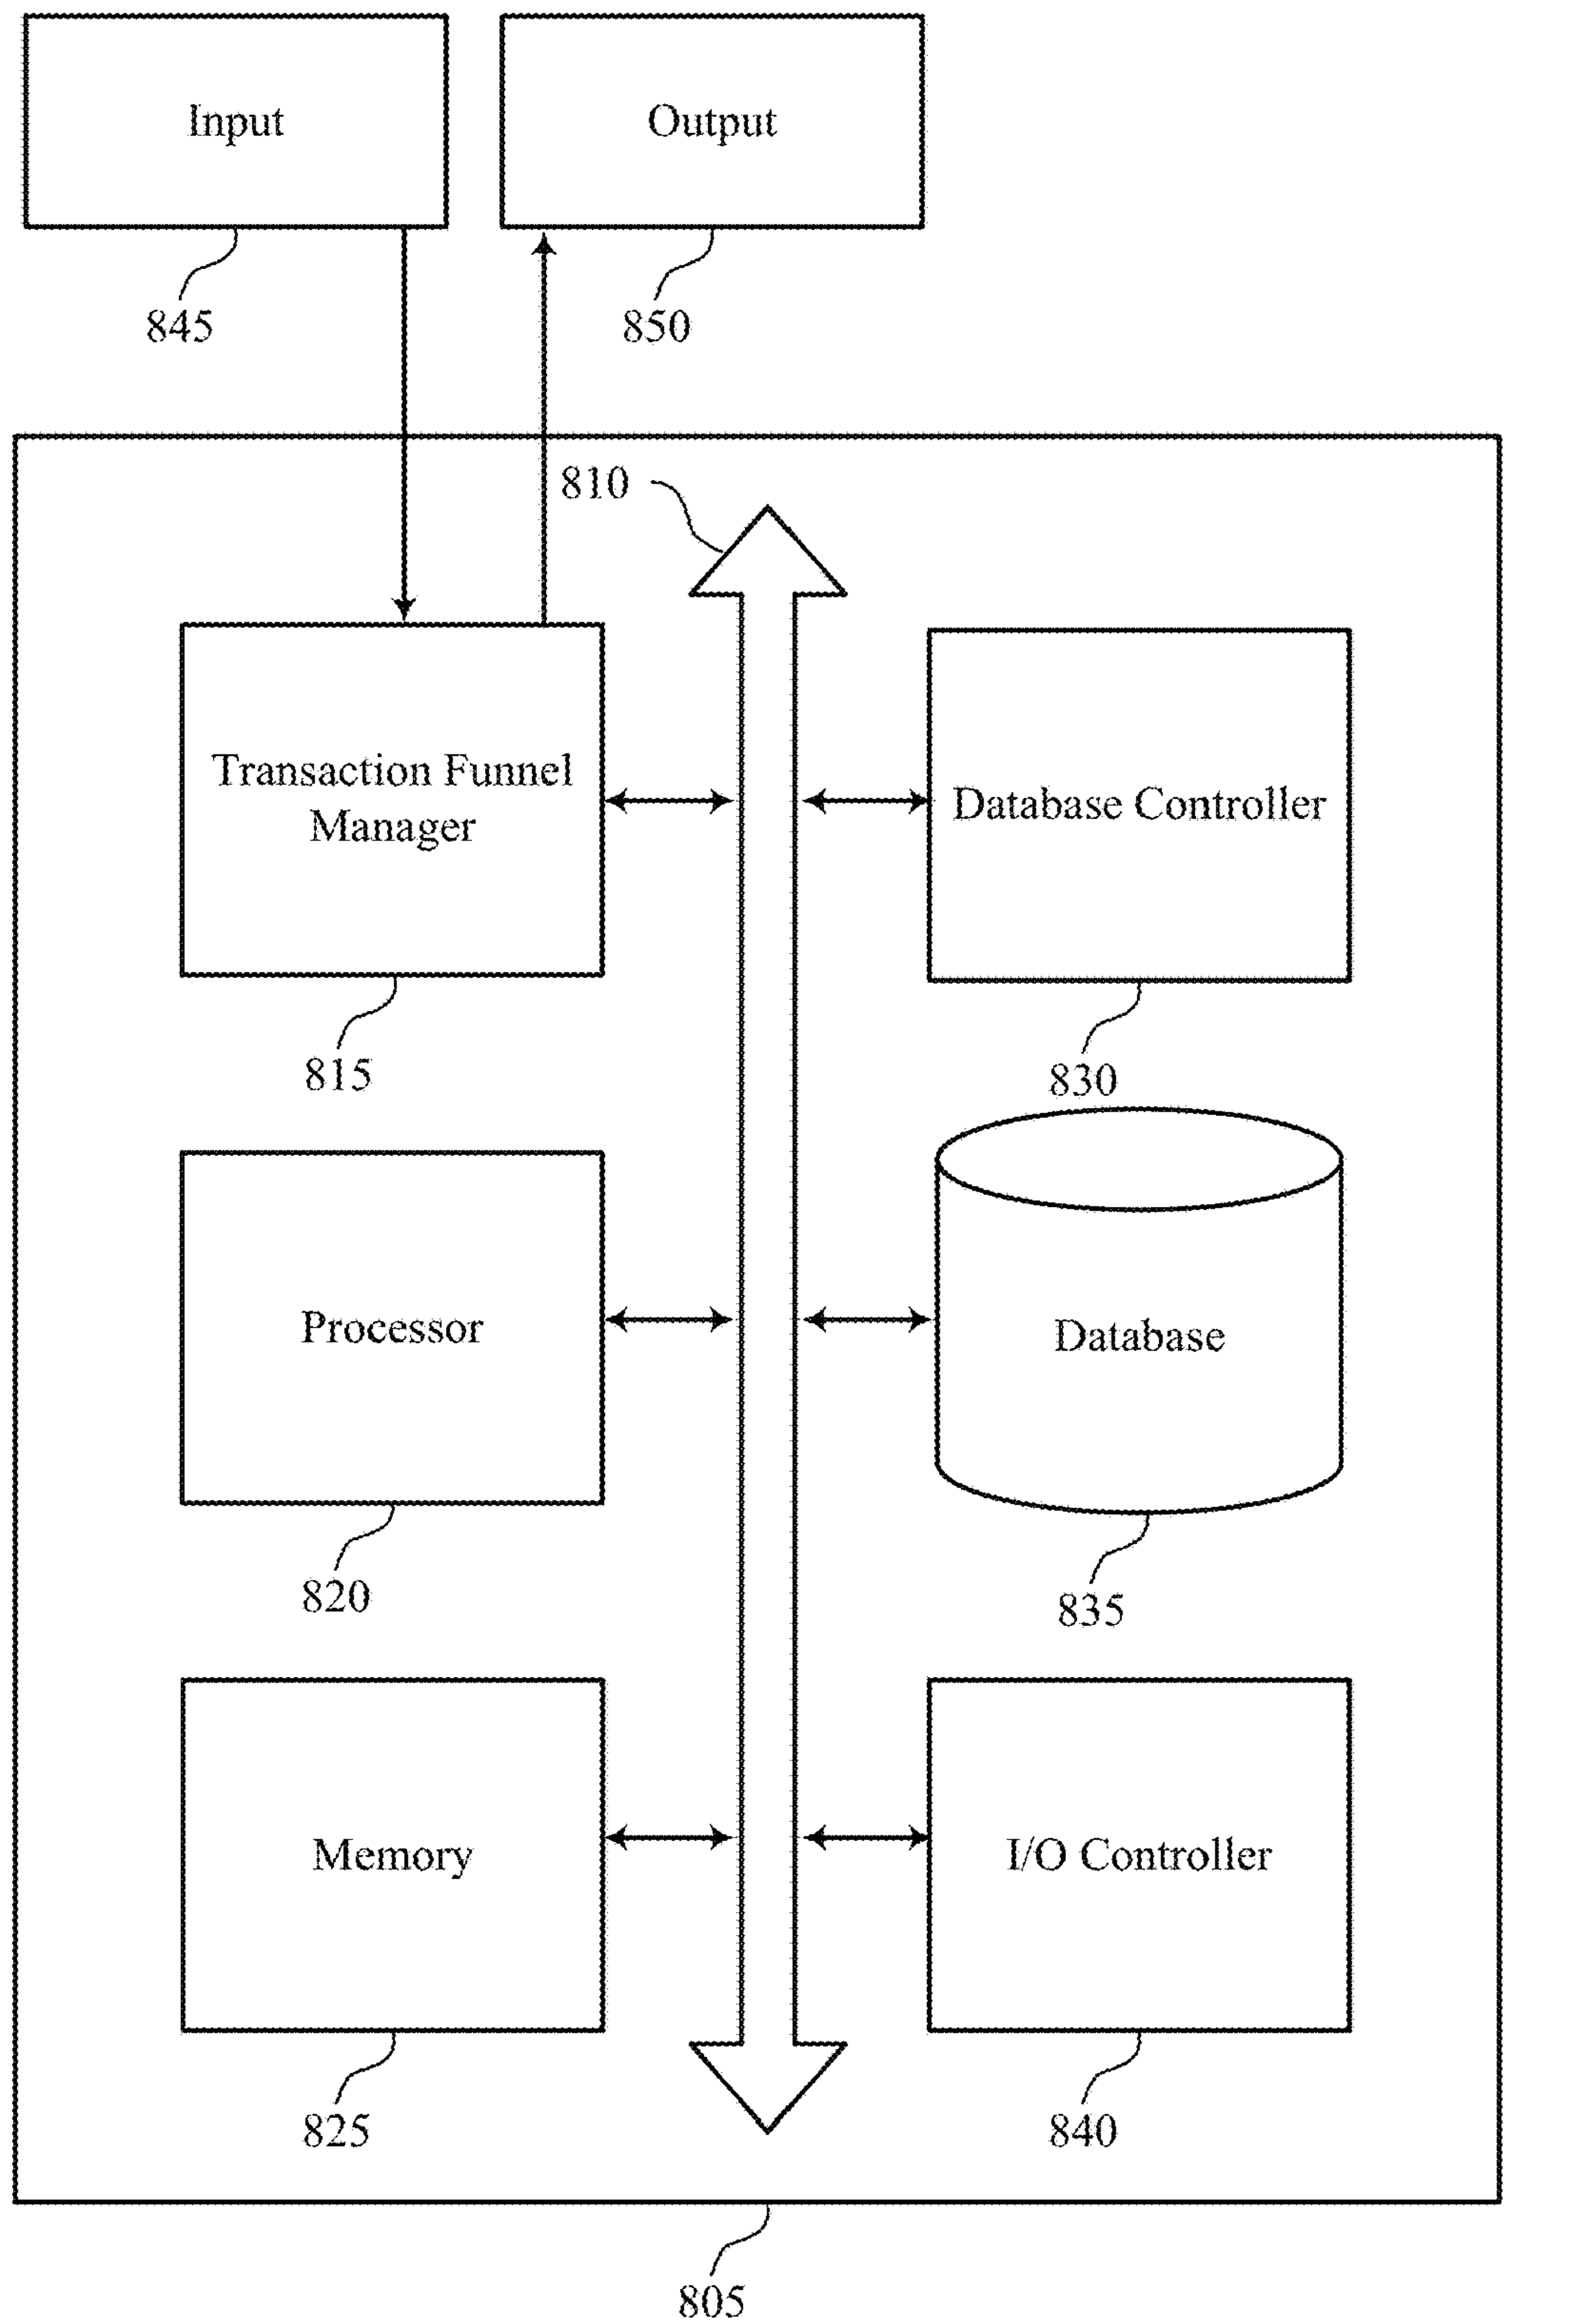 Input
Output
845
850
810
Transaction Funnel
Manager
Database Controller
815
830
Processor
Database
820
835
Memory
I/O Controller
825
840
805